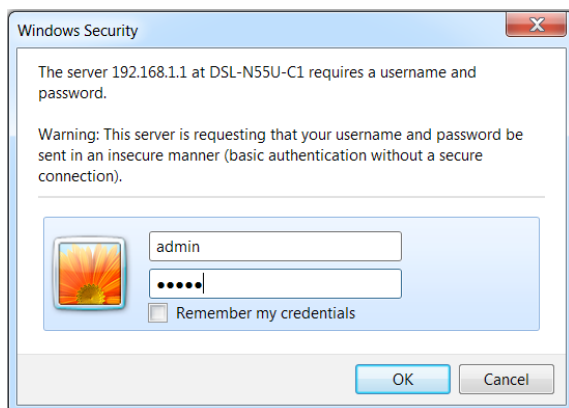 Windows Security
The server 192.168.1.1 at DSL-N55U-C1 requires a username and
password.
Warning: This server is requesting that your username and password be
sent in an insecure manner (basic authentication without a secure
connection).
admin
•••••
Remember my credentials
OK
Cancel